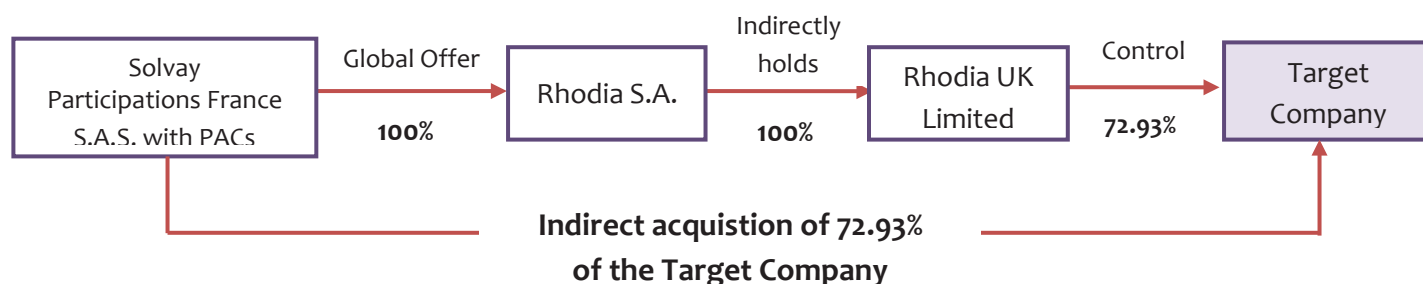 Solvay
Participations France
S.A.S. with PACs
Global Offer
100%
Rhodia S.A.
Indirectly
holds
100%
Rhodia UK
Limited
Control
72.93%
Target
Company
Indirect acquistion of 72.93%
of the Target Company